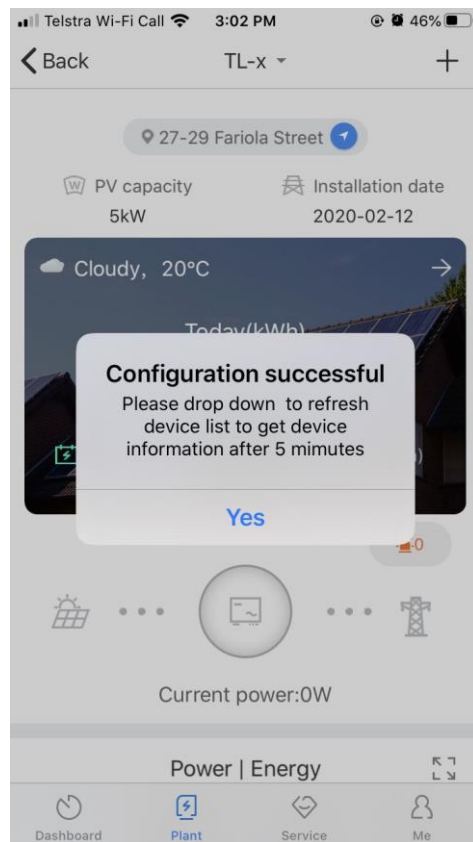 Telstra Wi-Fi Call 3:02 PM 46%
Back TL-x +
27-29 Fariola Street
PV capacity Installation date
5kW 2020-02-12
Cloudy, 20°C
Today(kWh)
Configuration successful
Please drop down to refresh
device list to get device
information after 5 mimutes
Yes
0
Current power:0W
Power | Energy
Dashboard Plant Service Me